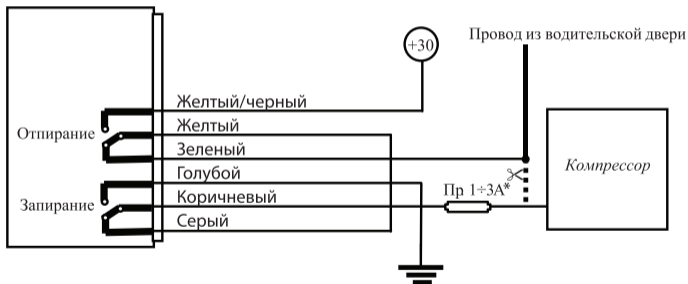 +30
Провод из водительской двери
Желтый/черный
Отпирание
Желтый
Зеленый
Голубой
Запирание
Коричневый
Серый
Пр 1÷3А*
Компрессор